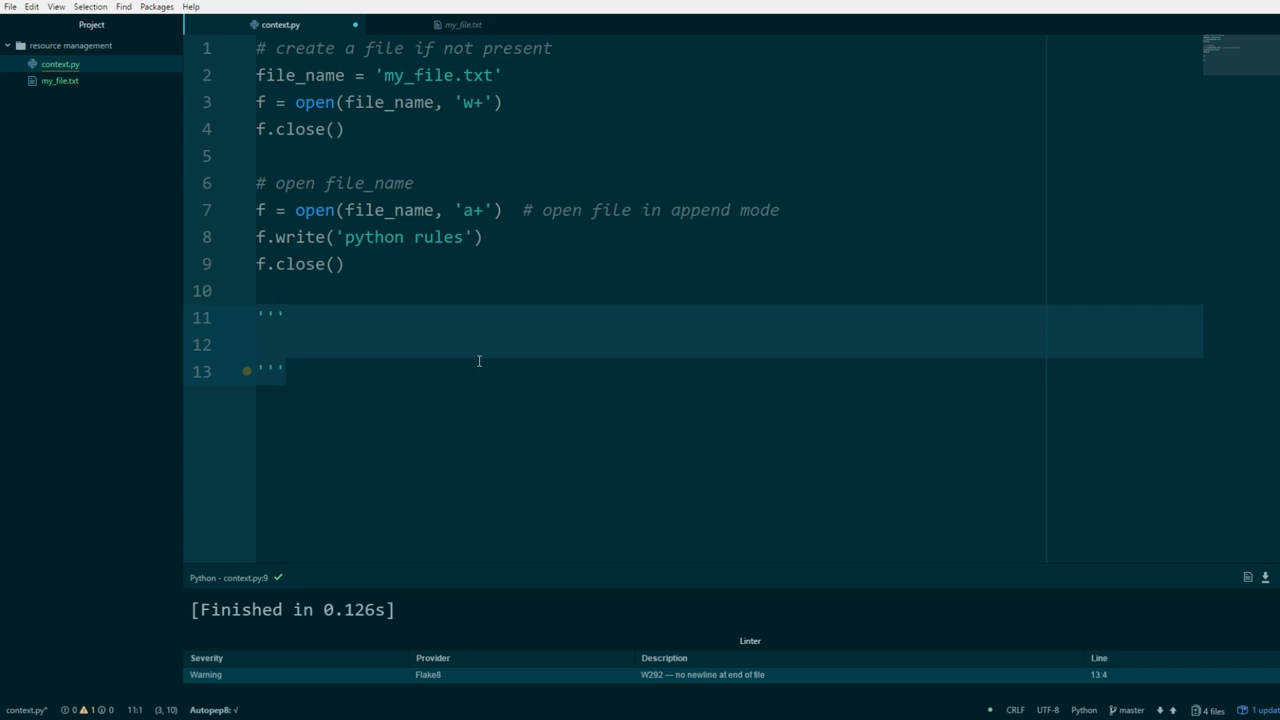 File Edit View Selection Find Packages Help
Project
context.py
my_file.txt
resource management
context.py
my_file.txt
1 # create a file if not present
2 file_name = 'my_file.txt'
3 f = open(file_name, 'w+')
4 f.close()
5
6 # open file_name
7 f = open(file_name, 'a+')  # open file in append mode
8 f.write('python rules')
9 f.close()
10
11 '''
12
13 '''
Python - context.py:9
[Finished in 0.126s]
Linter
Severity Provider Description Line
Warning Flake8 W292 — no newline at end of file 13:4
context.py* 0 1 0 11:1 (3, 10) Autopep8: √ CRLF UTF-8 Python master 4 files